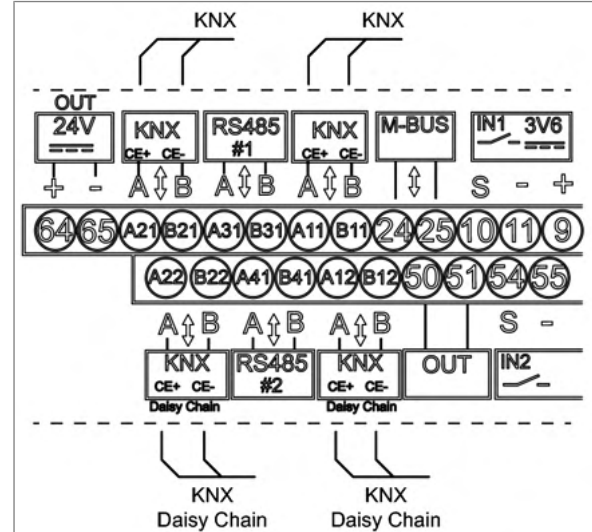 KNX KNX
OUT
24V KNX RS485 KNX M-BUS IN1 3V6
CE+ CE- #1 CE+ CE-
+ - A B A B A B S - +
64 65 A21 B21 A31 B31 A11 B11 24 25 10 11 9
A22 B22 A41 B41 A12 B12 50 51 54 55
A B A B A B S -
KNX RS485 KNX OUT IN2
CE+ CE- #2 CE+ CE-
Daisy Chain Daisy Chain
KNX KNX
Daisy Chain Daisy Chain